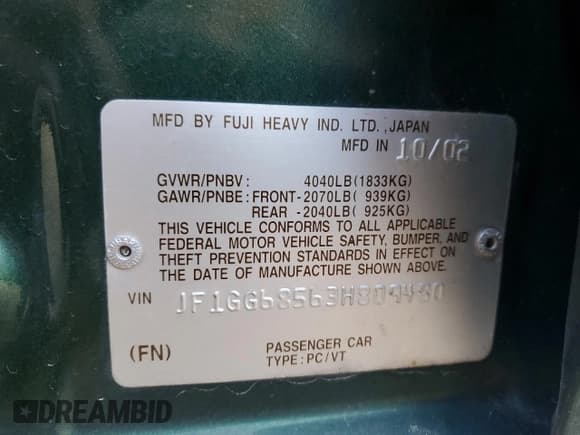 MFD BY FUJI HEAVY IND. LTD.,JAPAN
MFD IN 10/02
GVWR/PNBV: 4040LB(1833KG)
GAWR/PNBE: FRONT-2070LB( 939KG)
REAR -2040LB( 925KG)
THIS VEHICLE CONFORMS TO ALL APPLICABLE
FEDERAL MOTOR VEHICLE SAFETY, BUMPER, AND
THEFT PREVENTION STANDARDS IN EFFECT ON
THE DATE OF MANUFACTURE SHOWN ABOVE.
VIN
(FN)
PASSENGER CAR
TYPE: PC/VT
DREAMBID